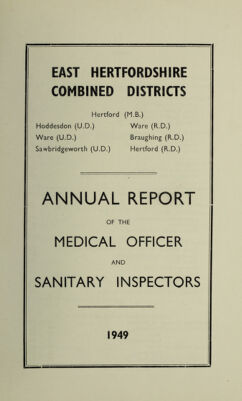 EAST HERTFORDSHIRE
COMBINED DISTRICTS
Hertford (M.B.)
Hoddesdon (U.D.) Ware (R.D.)
Ware (U.D.) Braughing (R.D.)
Sawbridgeworth (U.D.) Hertford (R.D.)
ANNUAL REPORT
OF THE
MEDICAL OFFICER
AND
SANITARY INSPECTORS
1949